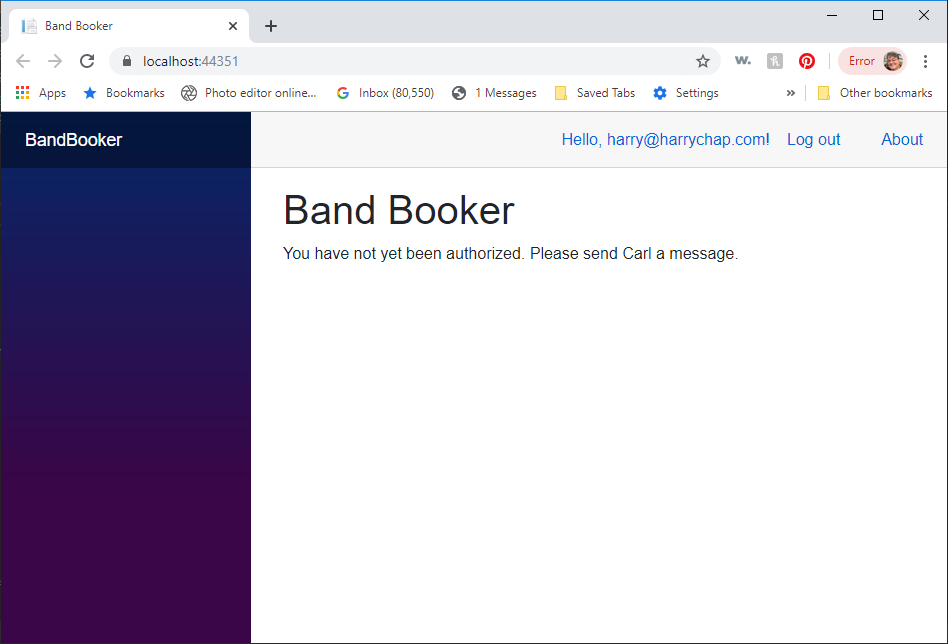 Band Booker
localhost:44351
Error
Apps
Bookmarks
Photo editor online...
Inbox (80,550)
1 Messages
Saved Tabs
Settings
»
Other bookmarks
BandBooker
Hello, harry@harrychap.com!
Log out
About
Band Booker
You have not yet been authorized. Please send Carl a message.